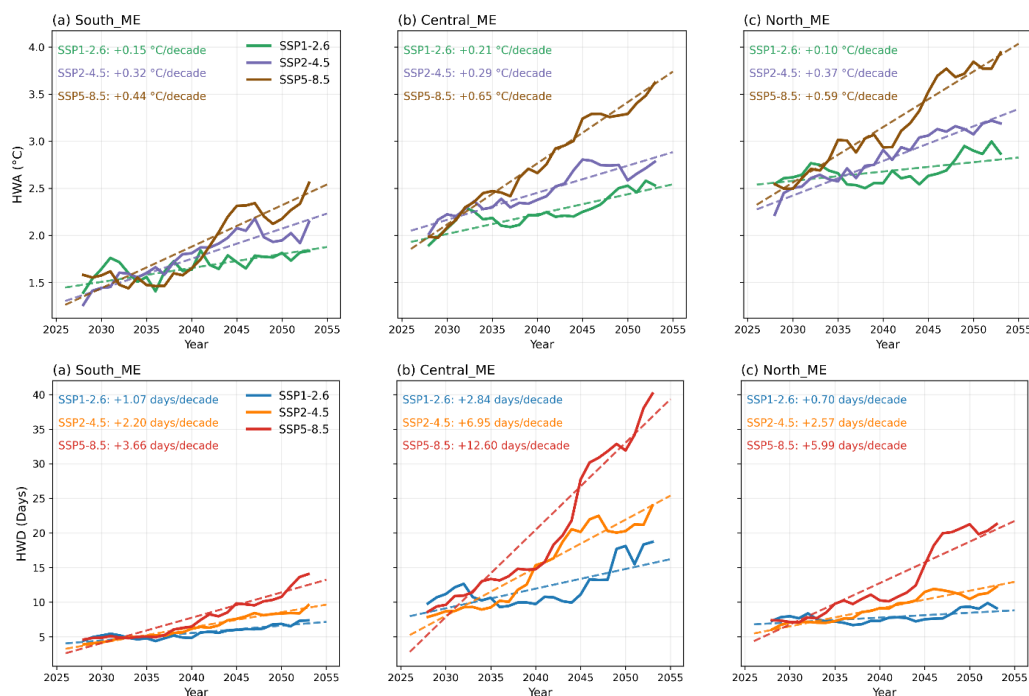 (a) South_ME
SSP1-2.6: +0.15 °C/decade
SSP2-4.5: +0.32 °C/decade
SSP5-8.5: +0.44 °C/decade
SSP1-2.6
SSP2-4.5
SSP5-8.5
HWA (°C)
4.0
3.5
3.0
2.5
2.0
1.5
2025 2030 2035 2040 2045 2050 2055
Year
(b) Central_ME
SSP1-2.6: +0.21 °C/decade
SSP2-4.5: +0.29 °C/decade
SSP5-8.5: +0.65 °C/decade
2025 2030 2035 2040 2045 2050 2055
Year
(c) North_ME
SSP1-2.6: +0.10 °C/decade
SSP2-4.5: +0.37 °C/decade
SSP5-8.5: +0.59 °C/decade
2025 2030 2035 2040 2045 2050 2055
Year
(a) South_ME
SSP1-2.6: +1.07 days/decade
SSP2-4.5: +2.20 days/decade
SSP5-8.5: +3.66 days/decade
SSP1-2.6
SSP2-4.5
SSP5-8.5
HWD (Days)
40
35
30
25
20
15
10
5
2025 2030 2035 2040 2045 2050 2055
Year
(b) Central_ME
SSP1-2.6: +2.84 days/decade
SSP2-4.5: +6.95 days/decade
SSP5-8.5: +12.60 days/decade
2025 2030 2035 2040 2045 2050 2055
Year
(c) North_ME
SSP1-2.6: +0.70 days/decade
SSP2-4.5: +2.57 days/decade
SSP5-8.5: +5.99 days/decade
2025 2030 2035 2040 2045 2050 2055
Year